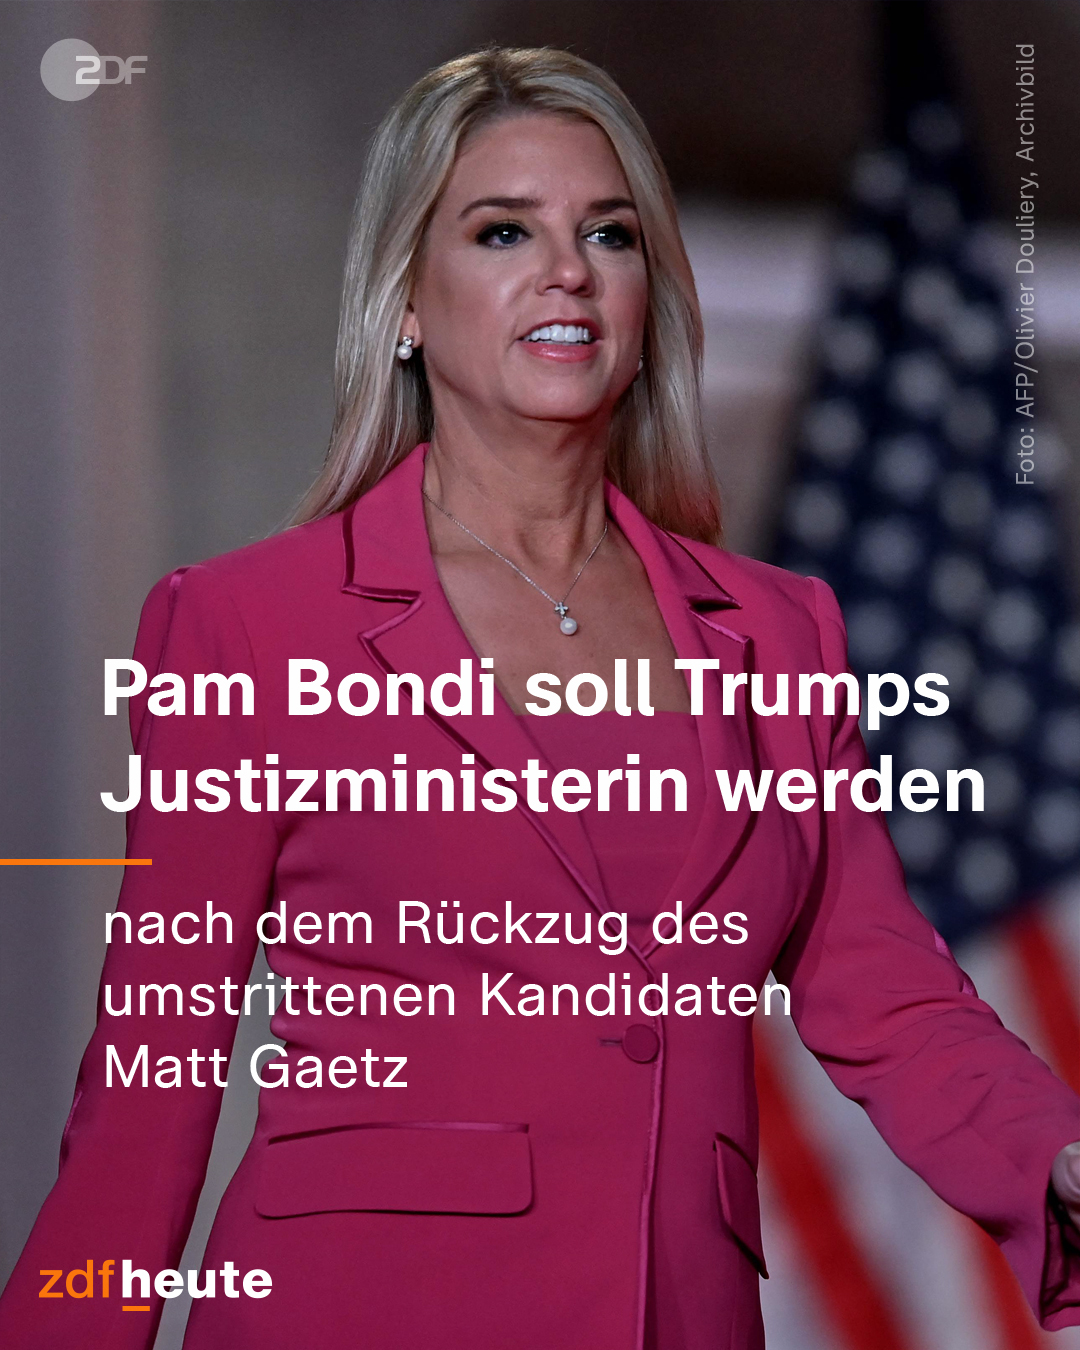 ZDF
Foto: AFP/Olivier Douliery, Archivbild
Pam Bondi soll Trumps
Justizministerin werden
nach dem Rückzug des
umstrittenen Kandidaten
Matt Gaetz
zdfheute